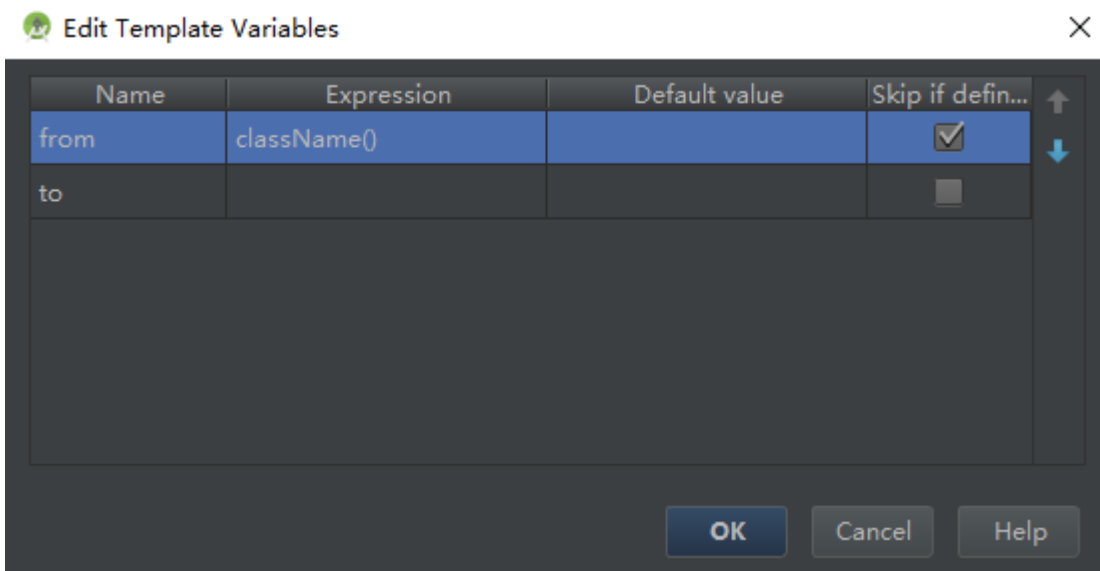 Edit Template Variables
Name Expression Default value Skip if defin...
from className()
to
OK Cancel Help